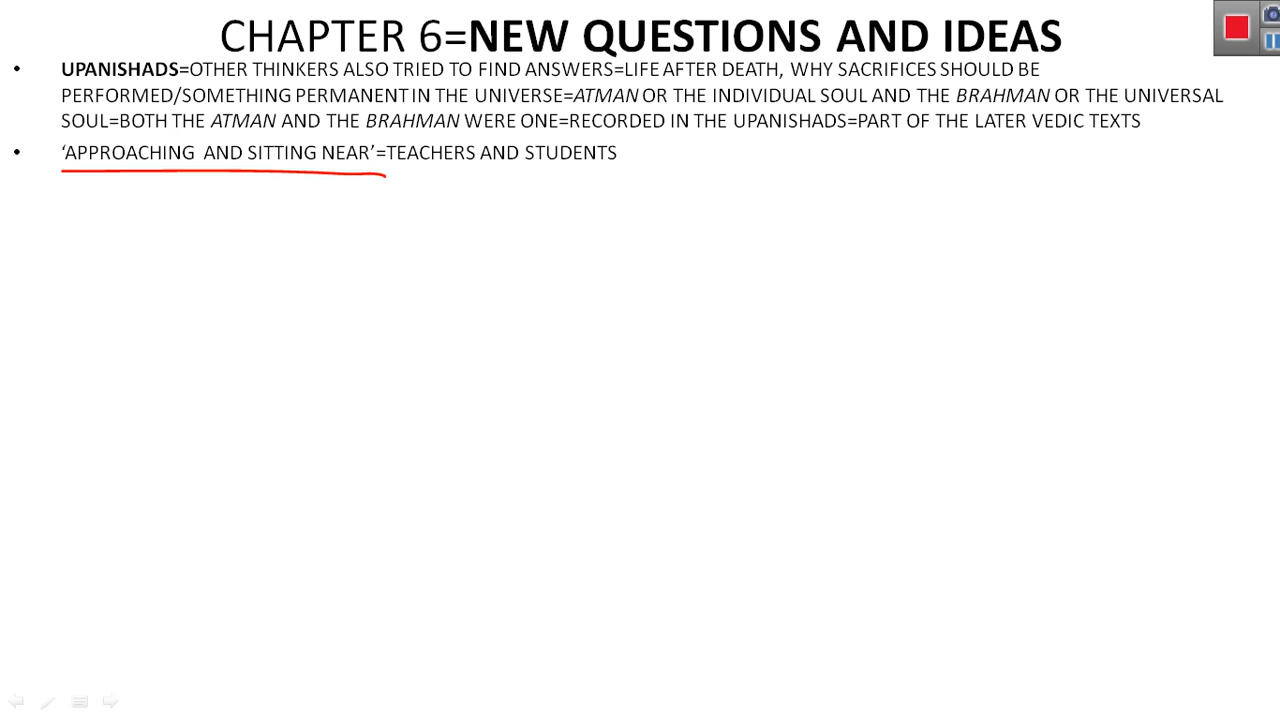 CHAPTER 6=NEW QUESTIONS AND IDEAS
• UPANISHADS=OTHER THINKERS ALSO TRIED TO FIND ANSWERS=LIFE AFTER DEATH, WHY SACRIFICES SHOULD BE
PERFORMED/SOMETHING PERMANENT IN THE UNIVERSE=ATMAN OR THE INDIVIDUAL SOUL AND THE BRAHMAN OR THE UNIVERSAL
SOUL=BOTH THE ATMAN AND THE BRAHMAN WERE ONE=RECORDED IN THE UPANISHADS=PART OF THE LATER VEDIC TEXTS
• ‘APPROACHING AND SITTING NEAR’=TEACHERS AND STUDENTS